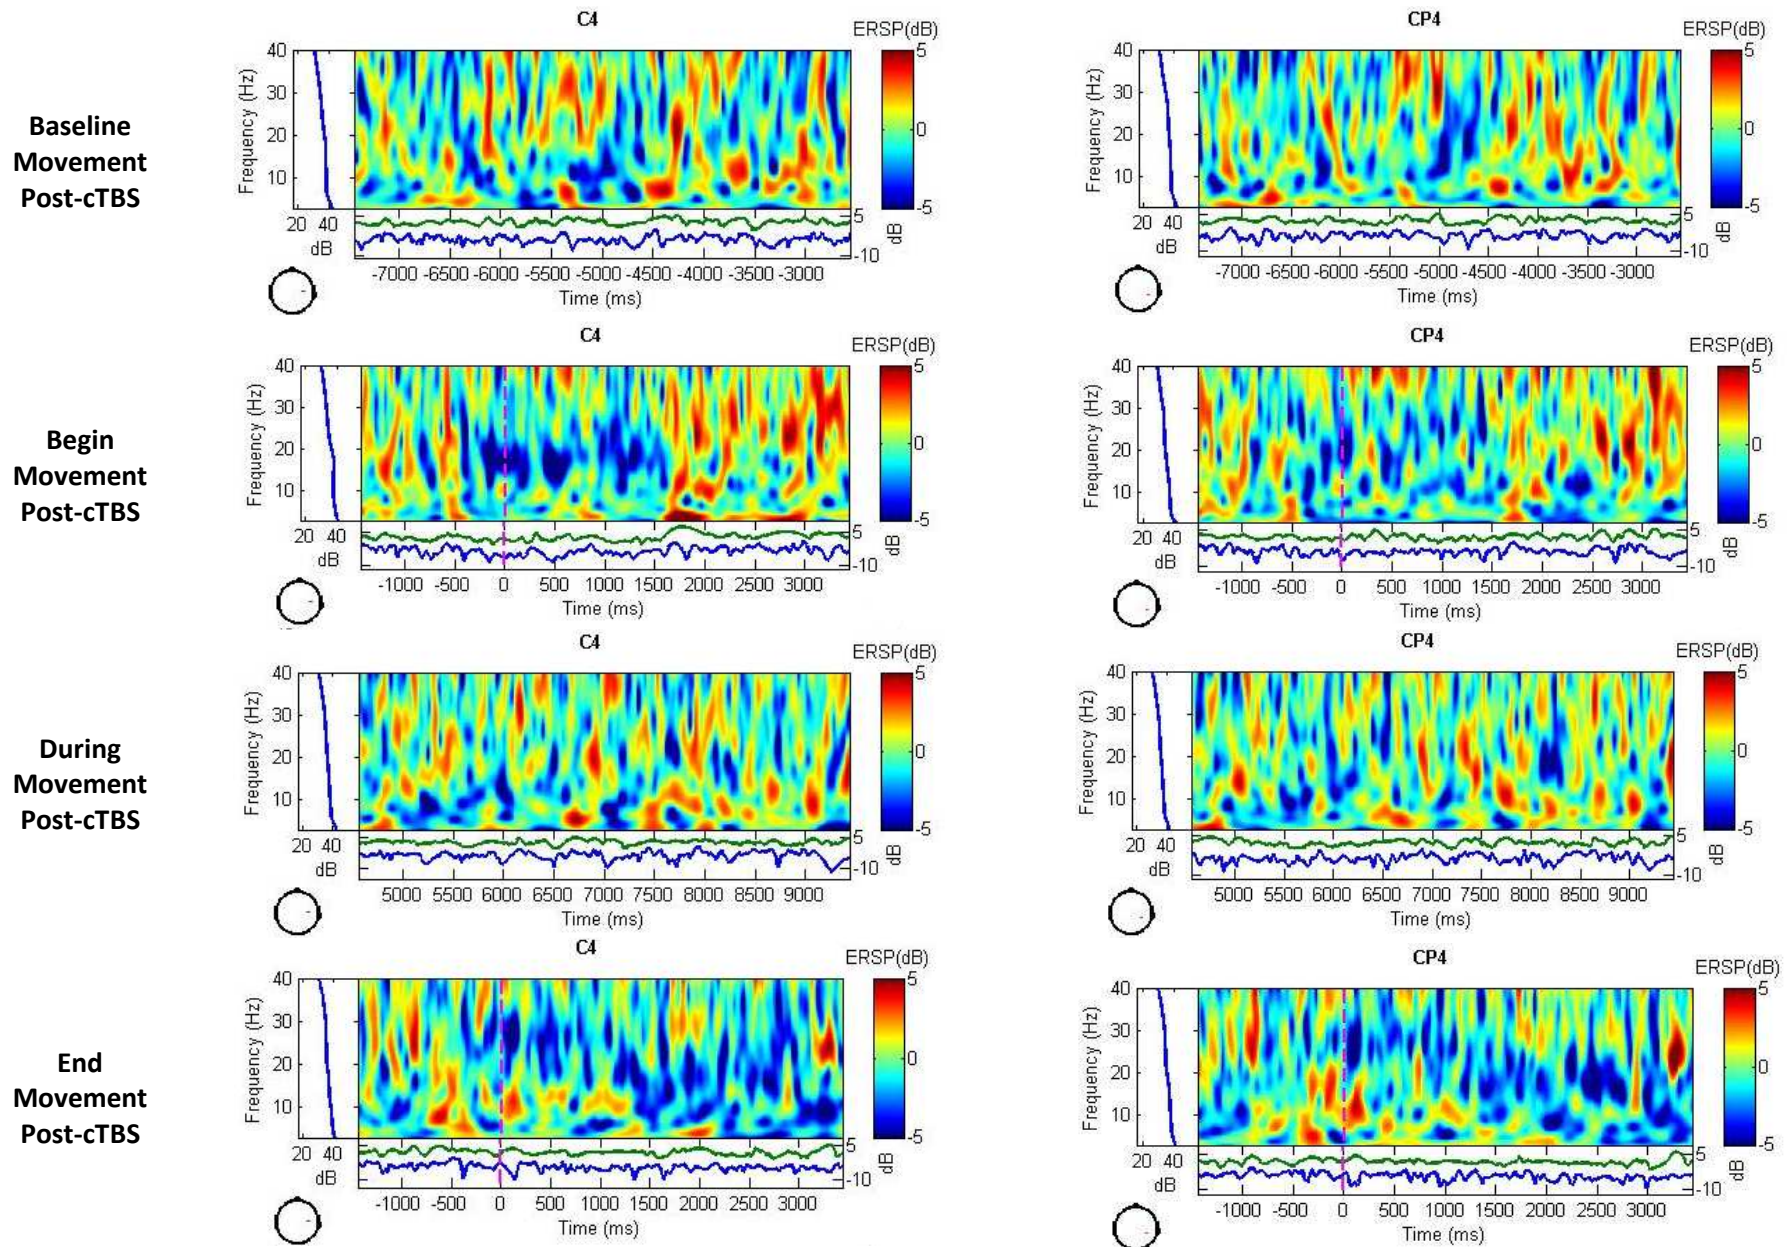 C4
CP4
ERSP(dB)
ERSP(dB)
Baseline
Movement
Post-cTBS
Frequency (Hz)
40
30
20
10
5
0
-5
20 40
dB
5
-10
dB
-7000 -6500 -6000 -5500 -5000 -4500 -4000 -3500 -3000
Time (ms)
Frequency (Hz)
40
30
20
10
5
0
-5
20 40
dB
5
-10
dB
-7000 -6500 -6000 -5500 -5000 -4500 -4000 -3500 -3000
Time (ms)
C4
CP4
ERSP(dB)
ERSP(dB)
Begin
Movement
Post-cTBS
Frequency (Hz)
40
30
20
10
5
0
-5
20 40
dB
5
-10
dB
-1000 -500 0 500 1000 1500 2000 2500 3000
Time (ms)
Frequency (Hz)
40
30
20
10
5
0
-5
20 40
dB
5
-10
dB
-1000 -500 0 500 1000 1500 2000 2500 3000
Time (ms)
C4
CP4
ERSP(dB)
ERSP(dB)
During
Movement
Post-cTBS
Frequency (Hz)
40
30
20
10
5
0
-5
20 40
dB
5
-10
dB
5000 5500 6000 6500 7000 7500 8000 8500 9000
Time (ms)
Frequency (Hz)
40
30
20
10
5
0
-5
20 40
dB
5
-10
dB
5000 5500 6000 6500 7000 7500 8000 8500 9000
Time (ms)
C4
CP4
ERSP(dB)
ERSP(dB)
End
Movement
Post-cTBS
Frequency (Hz)
40
30
20
10
5
0
-5
20 40
dB
5
-10
dB
-1000 -500 0 500 1000 1500 2000 2500 3000
Time (ms)
Frequency (Hz)
40
30
20
10
5
0
-5
20 40
dB
5
-10
dB
-1000 -500 0 500 1000 1500 2000 2500 3000
Time (ms)